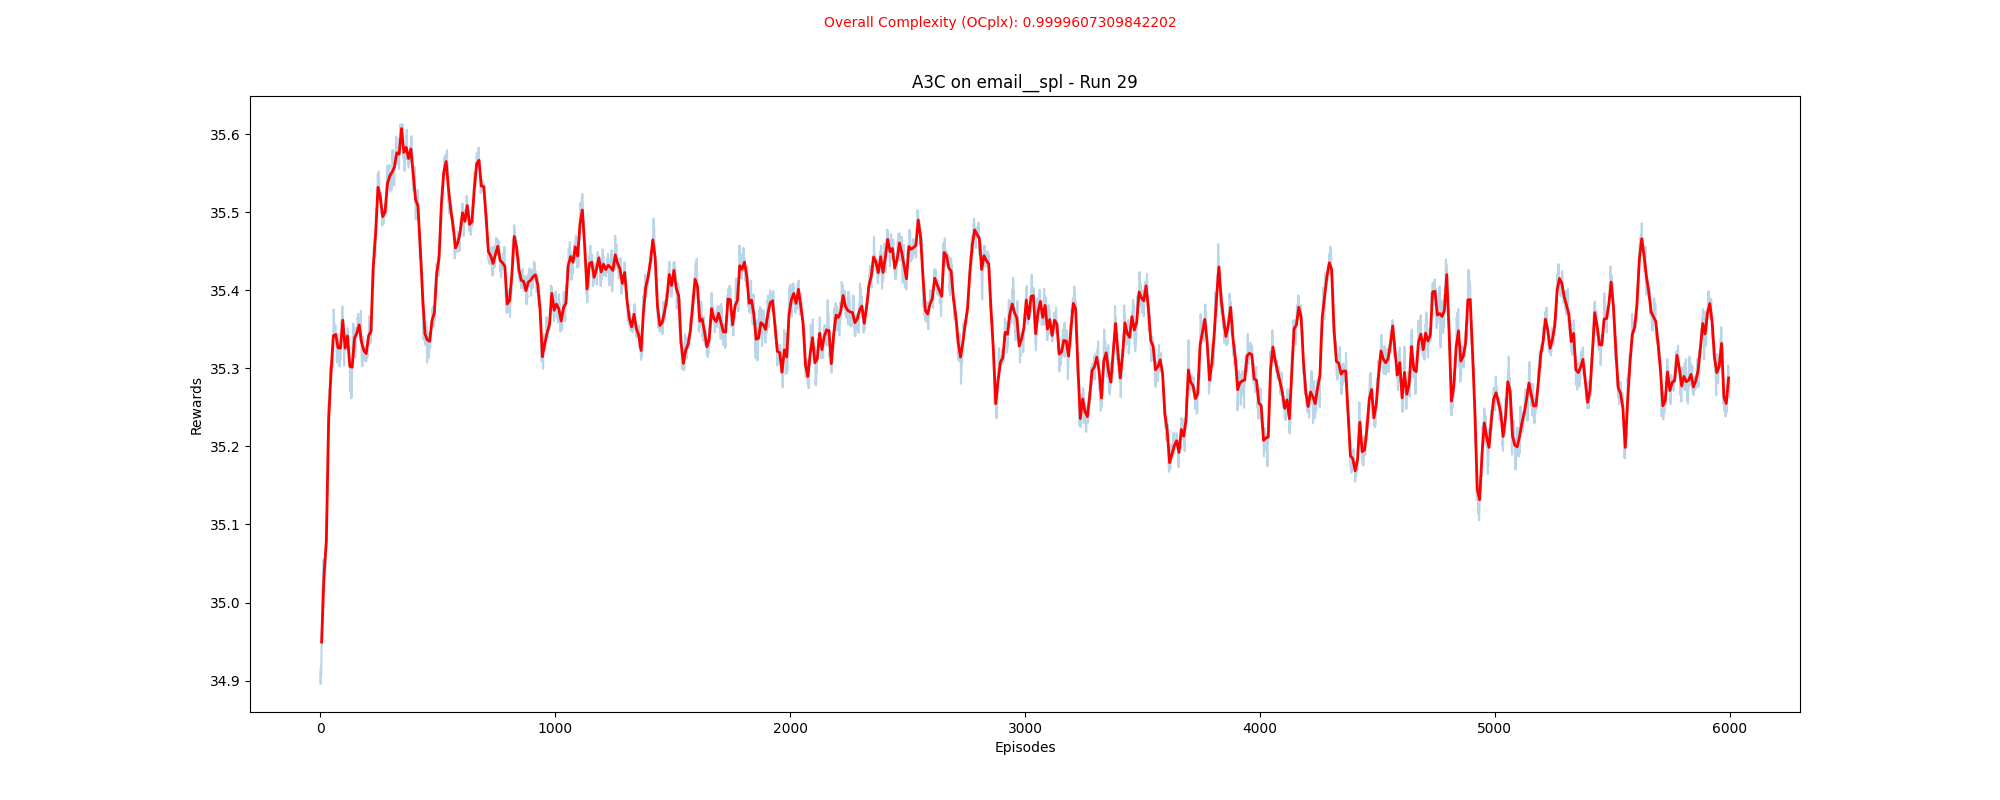 Overall Complexity (OCplx): 0.9999607309842202
A3C on email__spl - Run 29
35.6
35.5
35.4
35.3
35.2
35.1
35.0
34.9
Rewards
0 1000 2000 3000 4000 5000 6000
Episodes